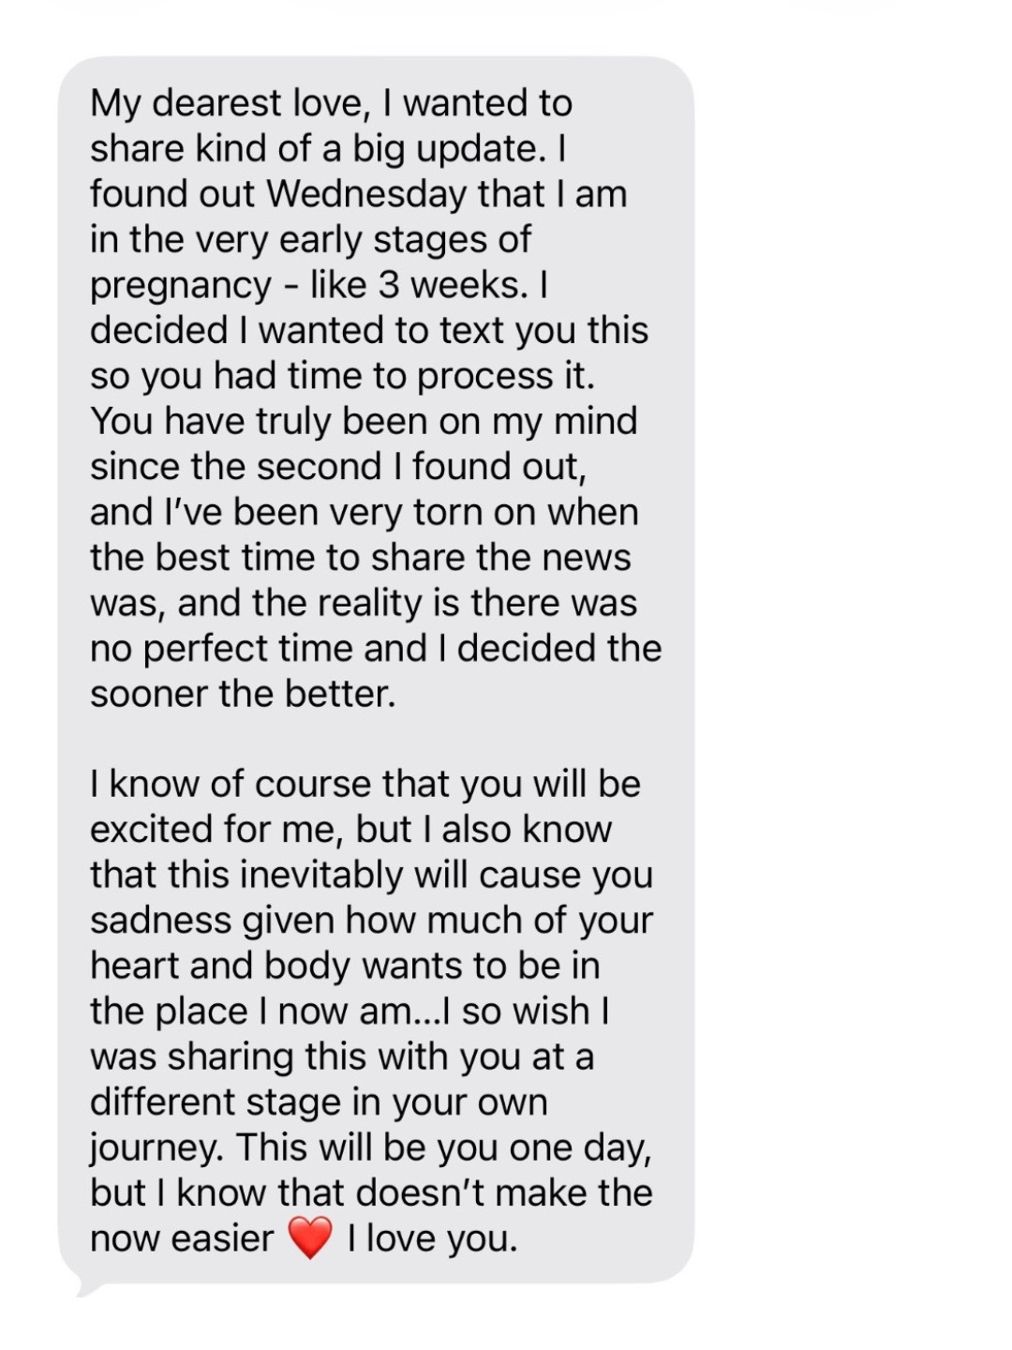 My dearest love, I wanted to
share kind of a big update. I
found out Wednesday that I am
in the very early stages of
pregnancy - like 3 weeks. I
decided I wanted to text you this
so you had time to process it.
You have truly been on my mind
since the second I found out,
and I’ve been very torn on when
the best time to share the news
was, and the reality is there was
no perfect time and I decided the
sooner the better.

I know of course that you will be
excited for me, but I also know
that this inevitably will cause you
sadness given how much of your
heart and body wants to be in
the place I now am...I so wish I
was sharing this with you at a
different stage in your own
journey. This will be you one day,
but I know that doesn’t make the
now easier ❤️ I love you.